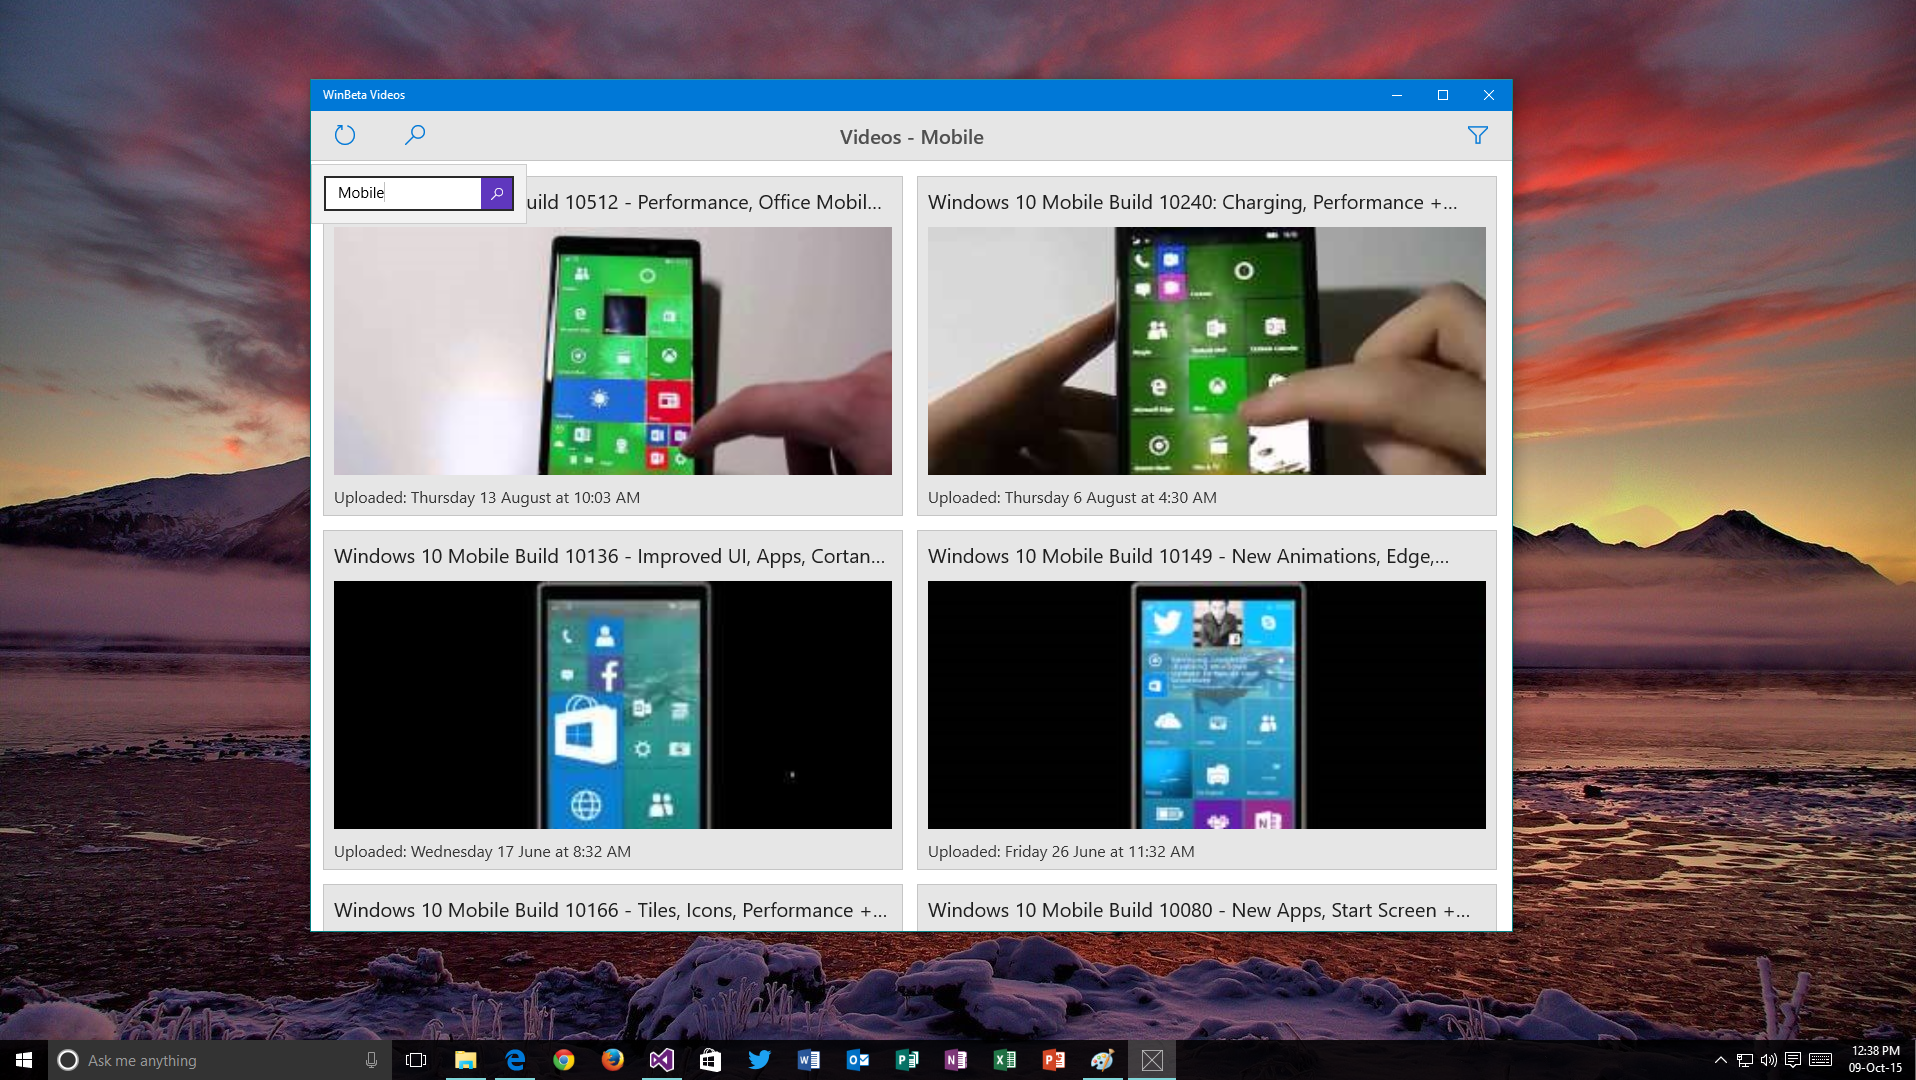 WinBeta Videos
Videos - Mobile
Mobile
uild 10512 - Performance, Office Mobil...
Windows 10 Mobile Build 10240: Charging, Performance +...
Uploaded: Thursday 13 August at 10:03 AM
Uploaded: Thursday 6 August at 4:30 AM
Windows 10 Mobile Build 10136 - Improved UI, Apps, Cortan...
Windows 10 Mobile Build 10149 - New Animations, Edge,...
Uploaded: Wednesday 17 June at 8:32 AM
Uploaded: Friday 26 June at 11:32 AM
Windows 10 Mobile Build 10166 - Tiles, Icons, Performance +...
Windows 10 Mobile Build 10080 - New Apps, Start Screen +...
Ask me anything
12:38 PM
09-Oct-15